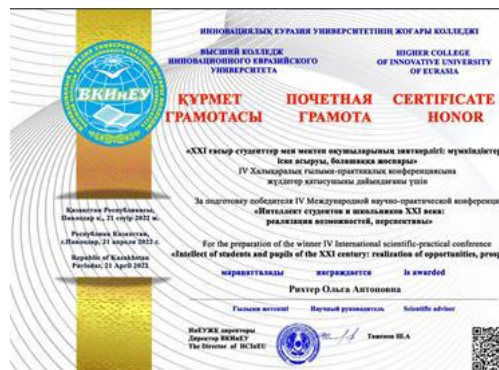 ИННОВАЦИЯЛЫҚ ЕУРАЗИЯ УНИВЕРСИТЕТІНІҢ ЖОҒАРЫ КОЛЛЕДЖІ
ВЫСШИЙ КОЛЛЕДЖ
ИННОВАЦИОННОГО ЕВРАЗИЙСКОГО
УНИВЕРСИТЕТА
HIGHER COLLEGE
OF INNOVATIVE UNIVERSITY
OF EURASIA
ВКИнЕУ
ҚҰРМЕТ
ГРАМОТАСЫ
ПОЧЕТНАЯ
ГРАМОТА
CERTIFICATE
HONOR
«XXI ғасыр студенттер мен мектеп оқушыларының зияткерлігі: мүмкіндіктер
іске асыруы, болашаққа жоспары»
IV Халықаралық ғылыми-практикалық конференциясына
жүлдегер қатысушыны дайындағаны үшін
За подготовку победителя IV Международной научно-практической конференци
«Интеллект студентов и школьников XXI века:
реализация возможностей, перспективы»
For the preparation of the winner IV International scientific-practical conference
«Intellect of students and pupils of the XXI century: realization of opportunities, prosp
Қазақстан Республикасы,
Павлодар қ., 21 сәуір 2022 ж.
Республика Казахстан,
г.Павлодар, 21 апреля 2022 г.
Republic of Kazakhstan
Pavlodar, 21 April 2022
марапатталады награждается is awarded
Рихтер Ольга Антоновна
Ғылыми жетекші Научный руководитель Scientific adviser
ИнЕУЖК директоры
Директор ВКИнЕУ
The Director of HCInEU
Ш.А